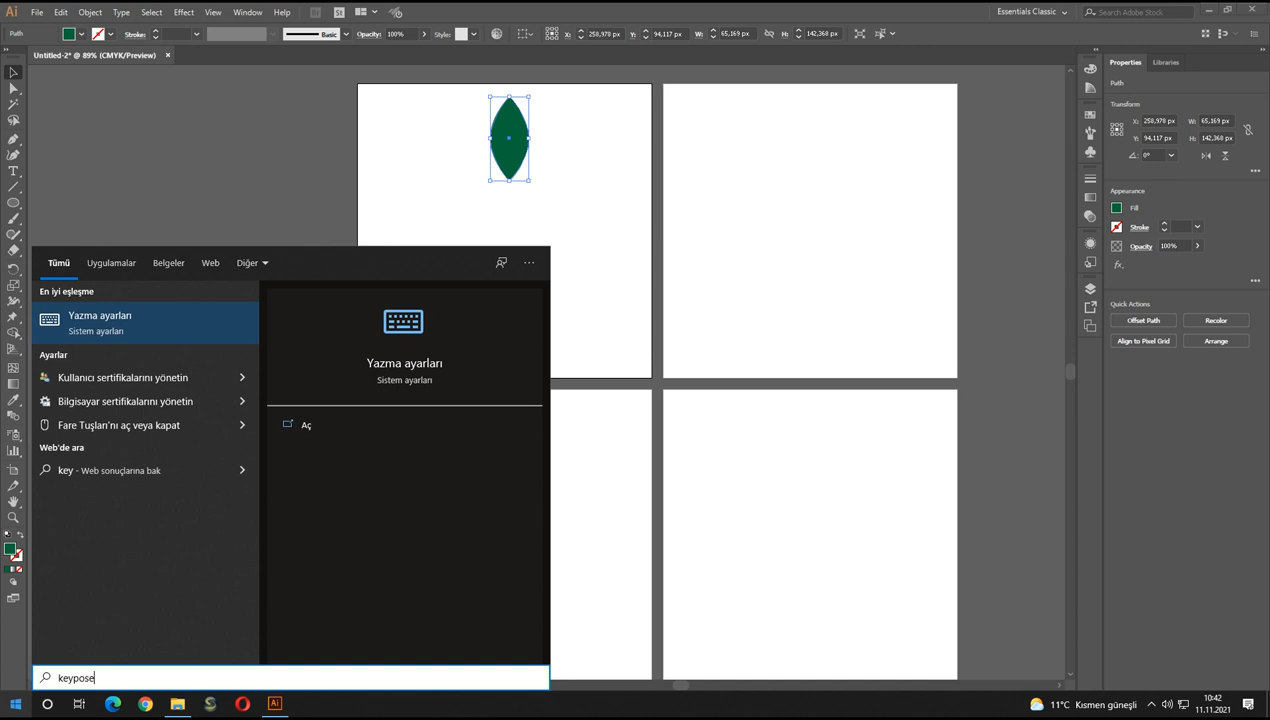 Ai File Edit Object Type Select Effect View Window Help Br St Essentials Classic Search Adobe Stock
Path Stroke: Basic Opacity: 100% Style: X: 258,978 px Y: 94,117 px W: 65,169 px H: 142,368 px
Untitled-2* @ 89% (CMYK/Preview)
Properties Libraries
Path
Transform
X: 258,978 px W: 65,169 px
Y: 94,117 px H: 142,368 px
0°
Appearance
Fill
Stroke
Opacity 100%
fx.
Quick Actions
Offset Path Recolor
Align to Pixel Grid Arrange
Tümü Uygulamalar Belgeler Web Diğer
En iyi eşleşme
Yazma ayarları
Sistem ayarları
Ayarlar
Kullanıcı sertifikalarını yönetin
Bilgisayar sertifikalarını yönetin
Fare Tuşları'nı aç veya kapat
Web'de ara
key - Web sonuçlarına bak
Yazma ayarları
Sistem ayarları
Aç
keypose
Ai
11°C Kısmen güneşli
10:42
11.11.2021